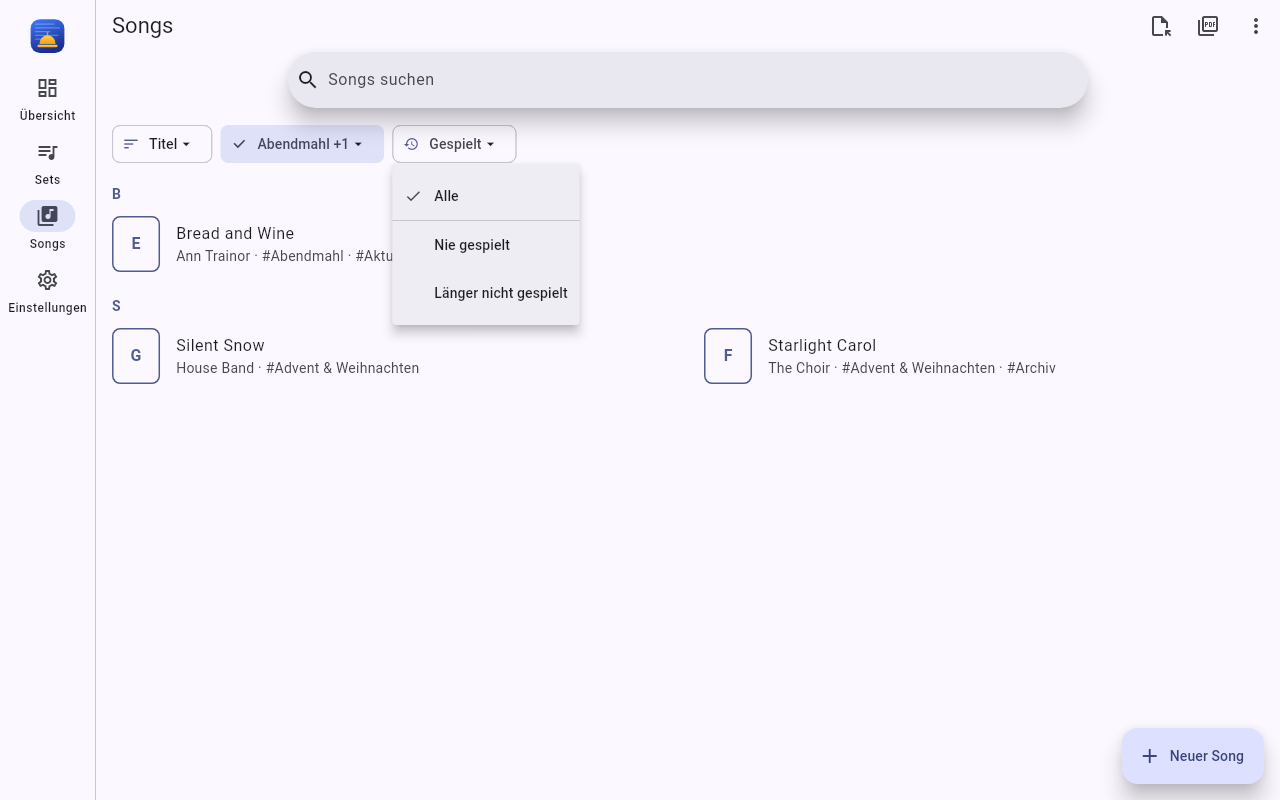 Songs
PDF
Songs suchen
Übersicht
Sets
Songs
Einstellungen
Titel
Abendmahl +1
Gespielt
Alle
Nie gespielt
Länger nicht gespielt
B
E
Bread and Wine
Ann Trainor · #Abendmahl · #Aktu
S
G
Silent Snow
House Band · #Advent & Weihnachten
F
Starlight Carol
The Choir · #Advent & Weihnachten · #Archiv
Neuer Song